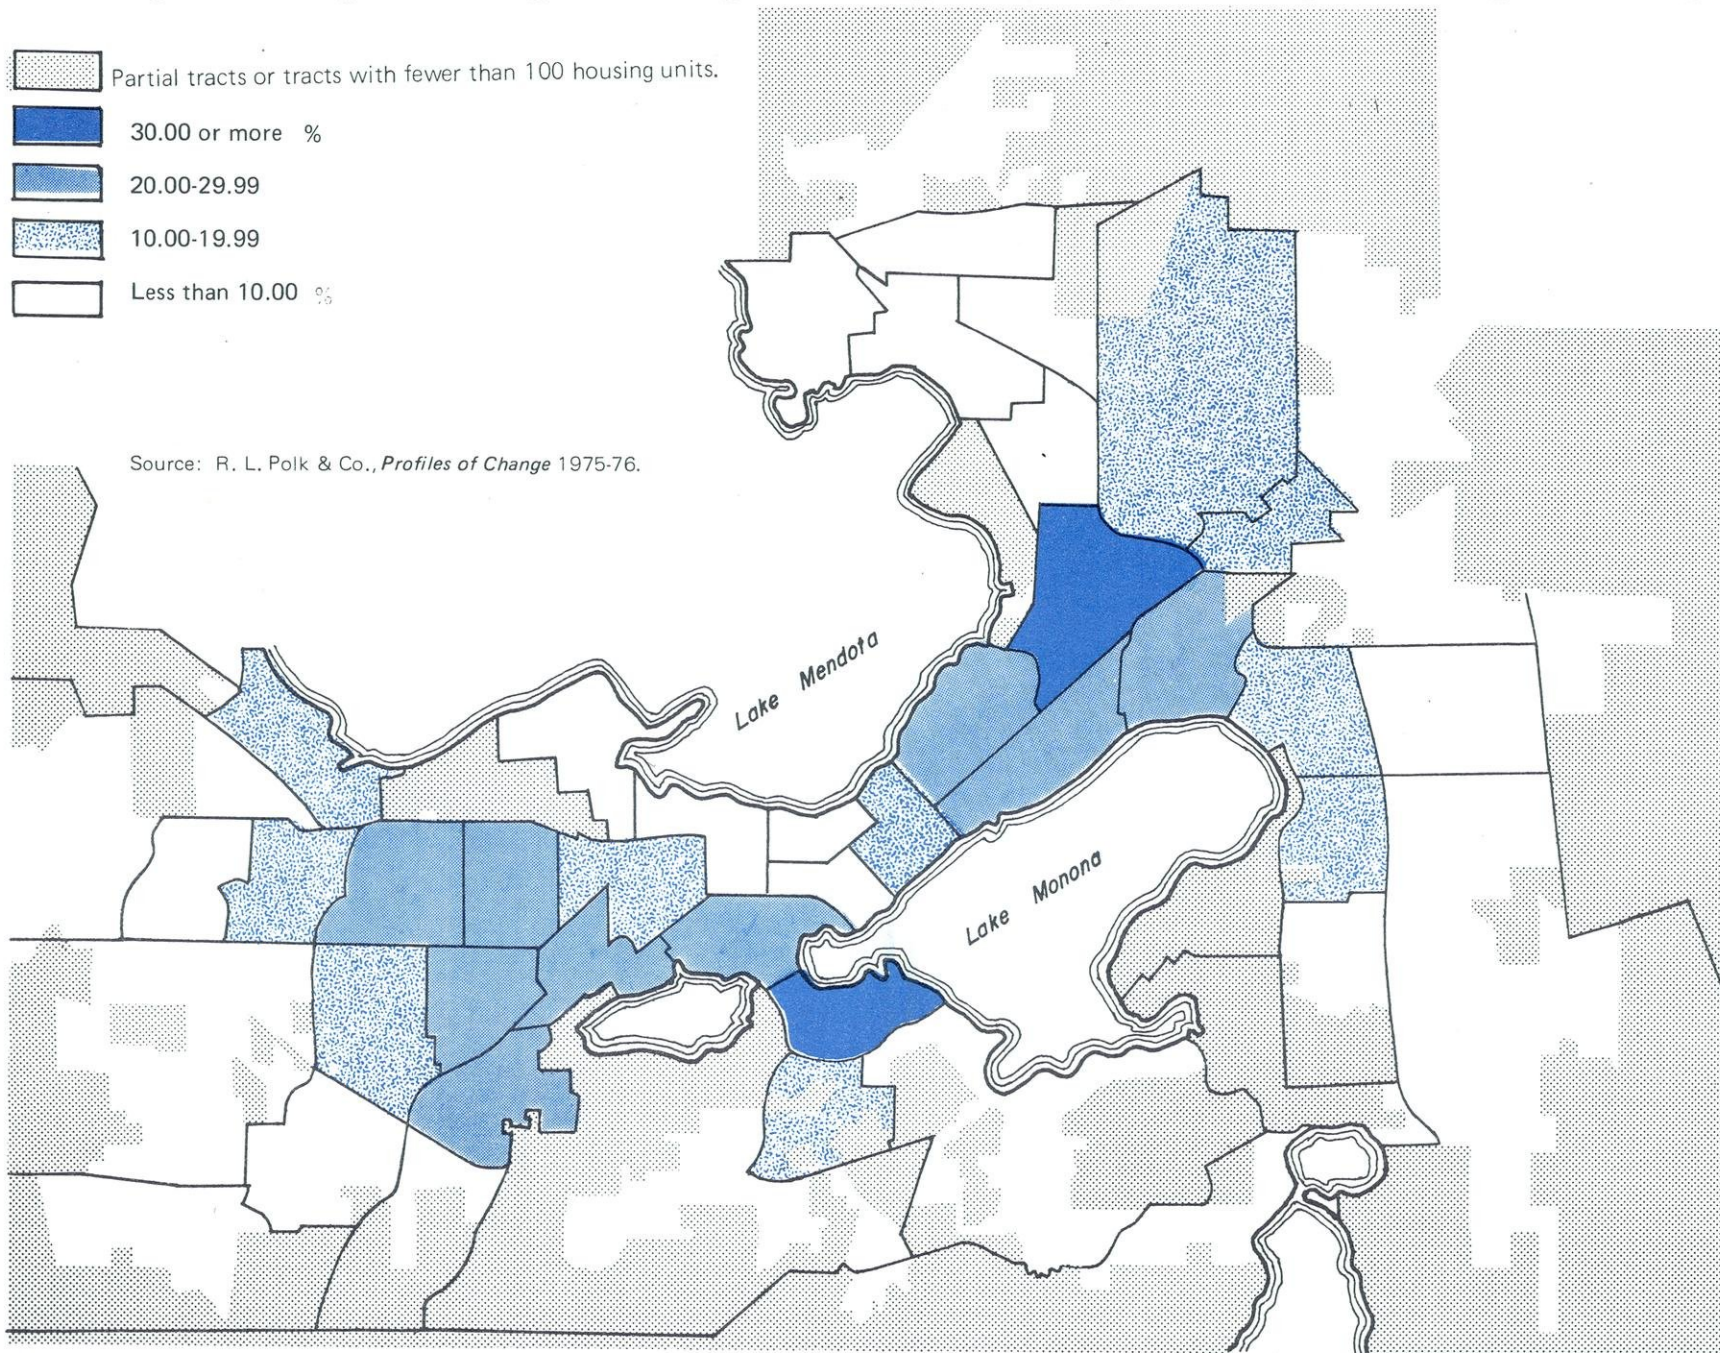 Partial tracts or tracts with fewer than 100 housing units.
30.00 or more %
20.00-29.99
10.00-19.99
Less than 10.00 %
Source: R. L. Polk & Co., Profiles of Change 1975-76.
Lake Mendota
Lake Monona